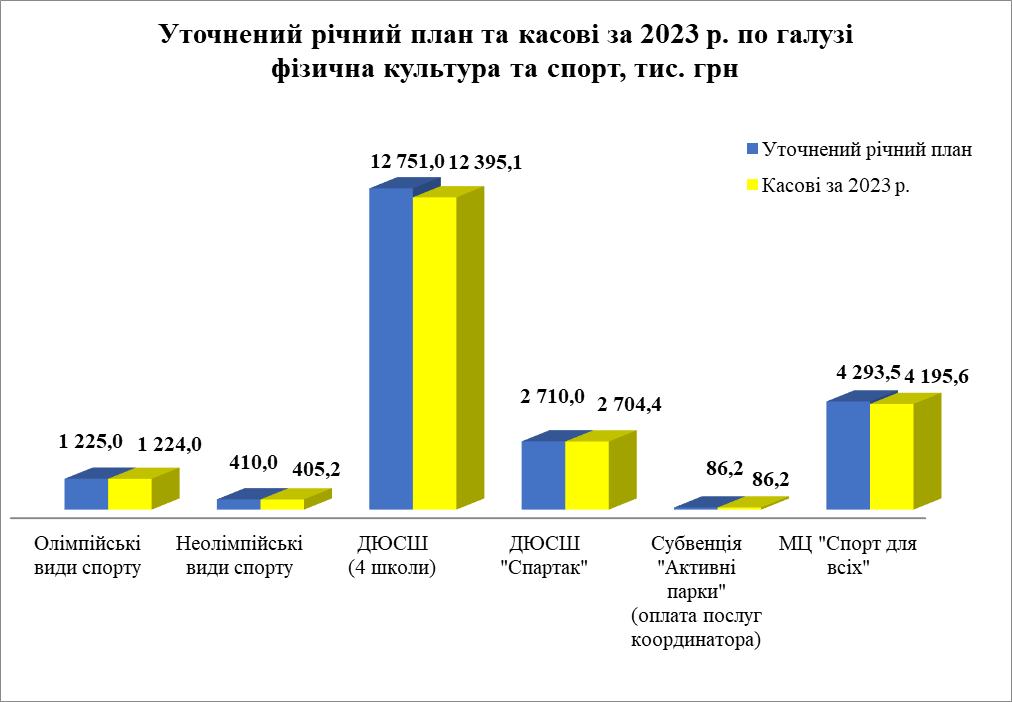 Уточнений річний план та касові за 2023 р. по галузі
фізична культура та спорт, тис. грн
Уточнений річний план
Касові за 2023 р.
12 751,0 12 395,1
4 293,5 4 195,6
2 710,0 2 704,4
1 225,0 1 224,0
410,0 405,2
86,2 86,2
Олімпійські
види спорту
Неолімпійські
види спорту
ДЮСШ
(4 школи)
ДЮСШ
"Спартак"
Субвенція
"Активні
парки"
(оплата послуг
координатора)
МЦ "Спорт для
всіх"